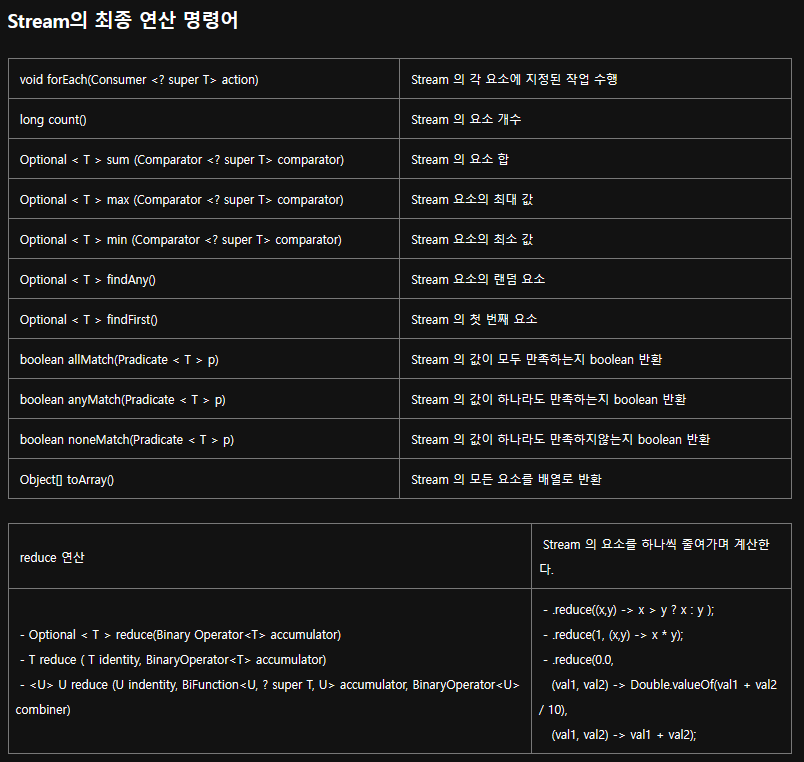 Stream의 최종 연산 명령어
void forEach(Consumer <? super T> action)
Stream 의 각 요소에 지정된 작업 수행
long count()
Stream 의 요소 개수
Optional < T > sum (Comparator <? super T> comparator)
Stream 의 요소 합
Optional < T > max (Comparator <? super T> comparator)
Stream 요소의 최대 값
Optional < T > min (Comparator <? super T> comparator)
Stream 요소의 최소 값
Optional < T > findAny()
Stream 요소의 랜덤 요소
Optional < T > findFirst()
Stream 의 첫 번째 요소
boolean allMatch(Pradicate < T > p)
Stream 의 값이 모두 만족하는지 boolean 반환
boolean anyMatch(Pradicate < T > p)
Stream 의 값이 하나라도 만족하는지 boolean 반환
boolean noneMatch(Pradicate < T > p)
Stream 의 값이 하나라도 만족하지않는지 boolean 반환
Object[] toArray()
Stream 의 모든 요소를 배열로 반환
reduce 연산
Stream 의 요소를 하나씩 줄여가며 계산한
다.
- Optional < T > reduce(Binary Operator<T> accumulator)
- T reduce ( T identity, BinaryOperator<T> accumulator)
- <U> U reduce (U indentity, BiFunction<U, ? super T, U> accumulator, BinaryOperator<U>
combiner)
- .reduce((x,y) -> x > y ? x : y );
- .reduce(1, (x,y) -> x * y);
- .reduce(0.0,
(val1, val2) -> Double.valueOf(val1 + val2
/ 10),
(val1, val2) -> val1 + val2);